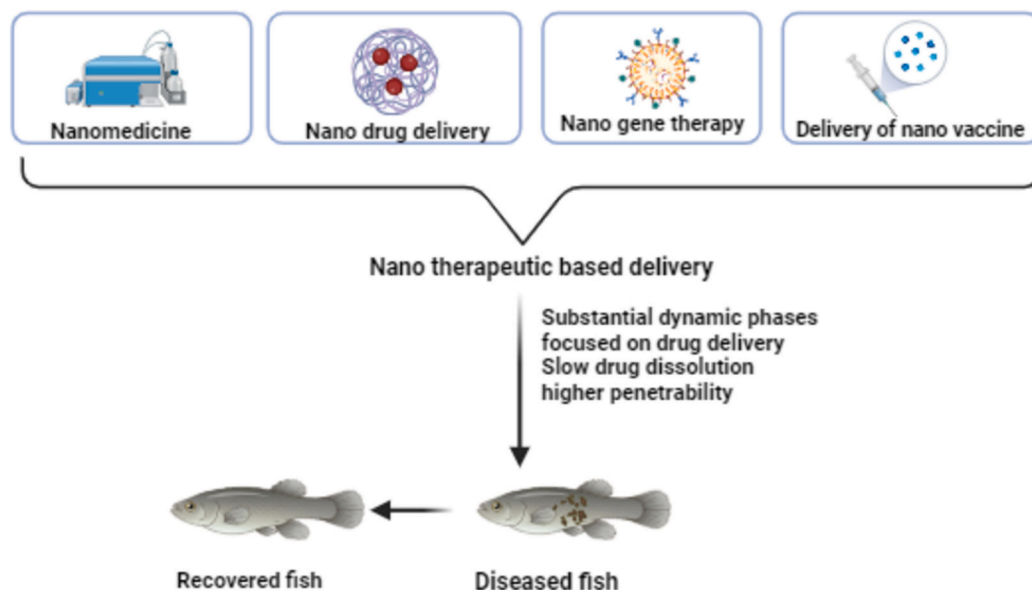 Nanomedicine
Nano drug delivery
Nano gene therapy
Delivery of nano vaccine
Nano therapeutic based delivery
Substantial dynamic phases
focused on drug delivery
Slow drug dissolution
higher penetrability
Recovered fish
Diseased fish